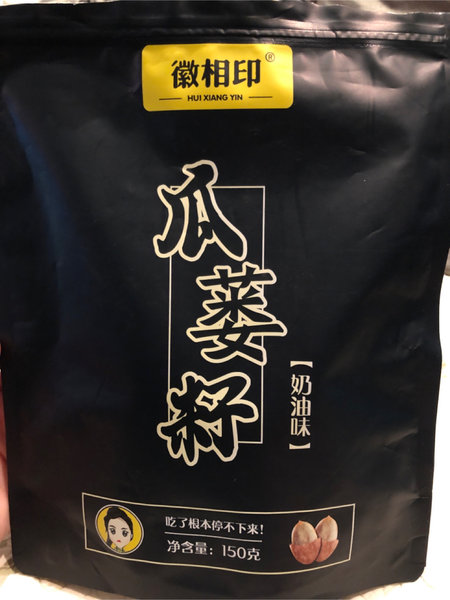 徽相印®
HUI XIANG YIN
瓜蒌籽
【奶油味】
吃了根本停不下来!
净含量：150克